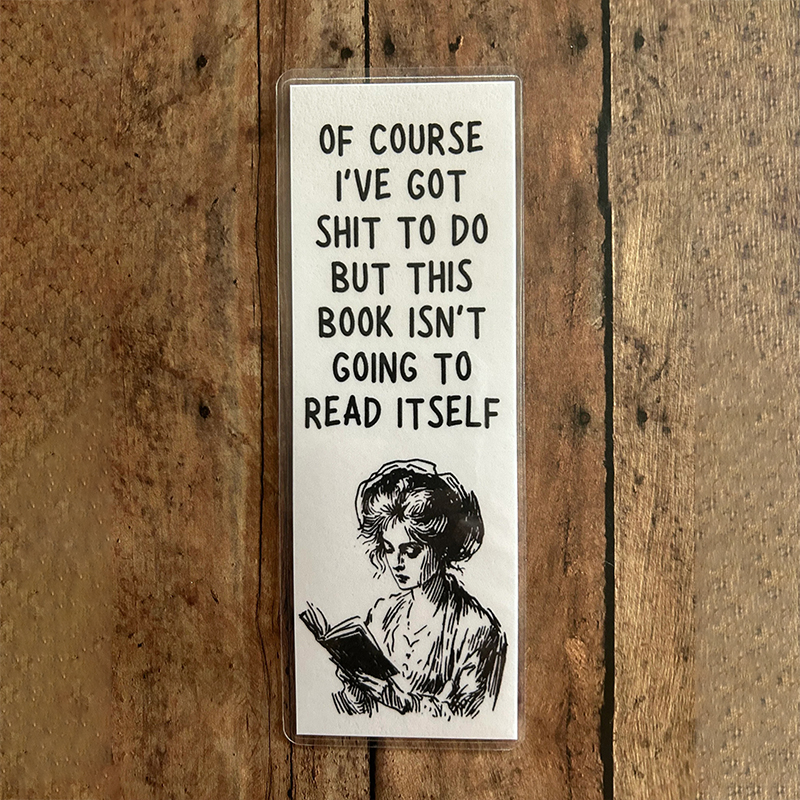 OF COURSE
I'VE GOT
SHIT TO DO
BUT THIS
BOOK ISN'T
GOING TO
READ ITSELF